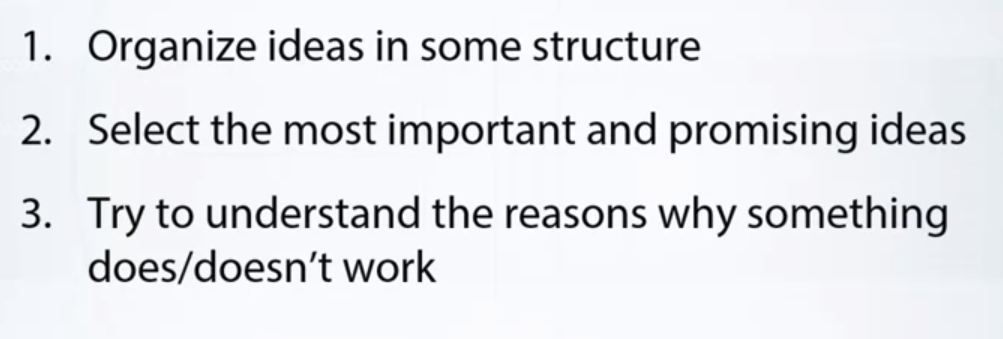 1. Organize ideas in some structure
2. Select the most important and promising ideas
3. Try to understand the reasons why something
does/doesn’t work